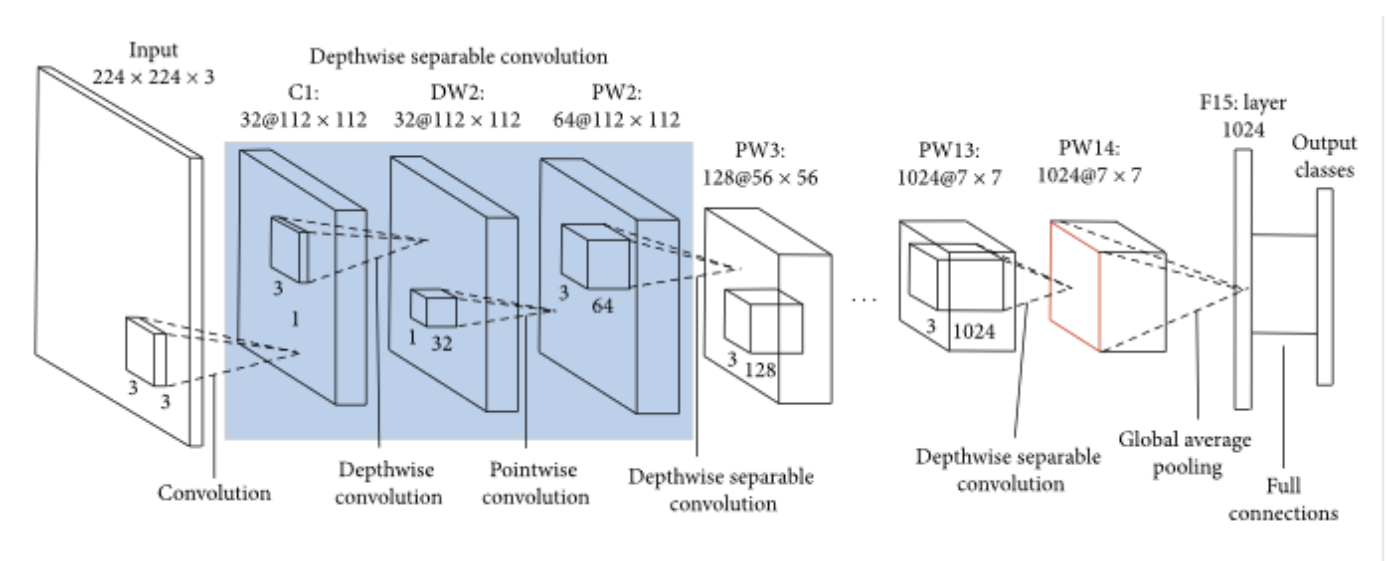 Input
224 × 224 × 3
Depthwise separable convolution
C1:
32@112 × 112
DW2:
32@112 × 112
PW2:
64@112 × 112
PW3:
128@56 × 56
PW13:
1024@7 × 7
PW14:
1024@7 × 7
F15: layer
1024
Output
classes
3
3
3
1
1
32
3
64
3
128
...
3
1024
Convolution
Depthwise
convolution
Pointwise
convolution
Depthwise separable
convolution
Depthwise separable
convolution
Global average
pooling
Full
connections